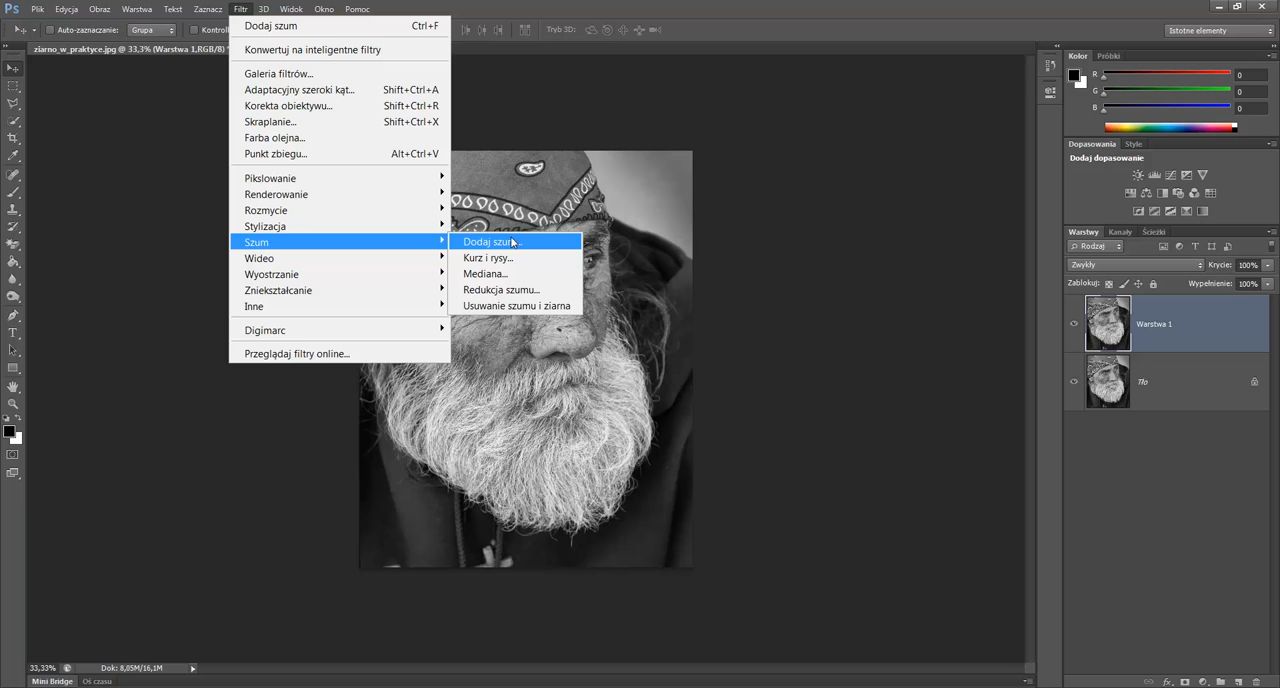 Ps Plik Edycja Obraz Warstwa Tekst Zaznacz Filtr 3D Widok Okno Pomoc
Auto-zaznaczanie: Grupa Kontrol Tryb 3D: Istotne elementy
ziarno_w_praktyce.jpg @ 33,3% (Warstwa 1,RGB/8) *
Dodaj szum Ctrl+F
Konwertuj na inteligentne filtry
Galeria filtrów...
Adaptacyjny szeroki kąt... Shift+Ctrl+A
Korekta obiektywu... Shift+Ctrl+R
Skraplanie... Shift+Ctrl+X
Farba olejna...
Punkt zbiegu... Alt+Ctrl+V
Pikslowanie
Renderowanie
Rozmycie
Stylizacja
Szum
Wideo
Wyostrzanie
Zniekształcanie
Inne
Digimarc
Przeglądaj filtry online...
Dodaj szum...
Kurz i rysy...
Mediana...
Redukcja szumu...
Usuwanie szumu i ziarna
Kolor Próbki
R 0
G 0
B 0
Dopasowania Style
Dodaj dopasowanie
Warstwy Kanały Ścieżki
Rodzaj
Zwykły Krycie: 100%
Zablokuj: Wypełnienie: 100%
Warstwa 1
Tło
33,33% Dok: 8,05M/16,1M
Mini Bridge Oś czasu